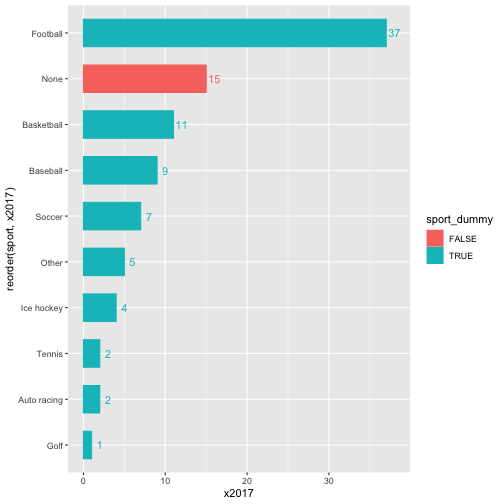 Football 37
None 15
Basketball 11
Baseball 9
Soccer 7
Other 5
Ice hockey 4
Tennis 2
Auto racing 2
Golf 1
0 10 20 30
x2017
reorder(sport, x2017)
sport_dummy
FALSE
TRUE